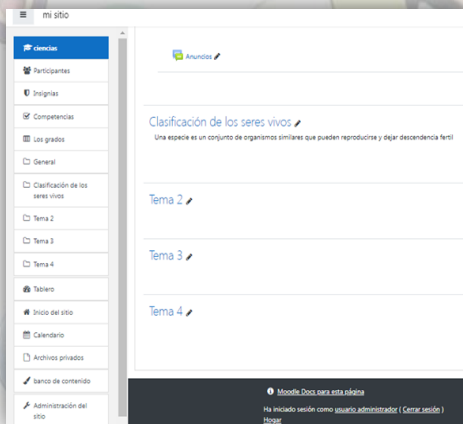 mi sitio
ciencias
Participantes
Insignias
Competencias
Los grados
General
Clasificación de los
seres vivos
Tema 2
Tema 3
Tema 4
Tablero
Inicio del sitio
Calendario
Archivos privados
banco de contenido
Administración del
sitio
Anuncios
Clasificación de los seres vivos
Una especie es un conjunto de organismos similares que pueden reproducirse y dejar descendencia fertil
Tema 2
Tema 3
Tema 4
Moodle Docs para esta página
Ha iniciado sesión como usuario administrador ( Cerrar sesión )
Hogar